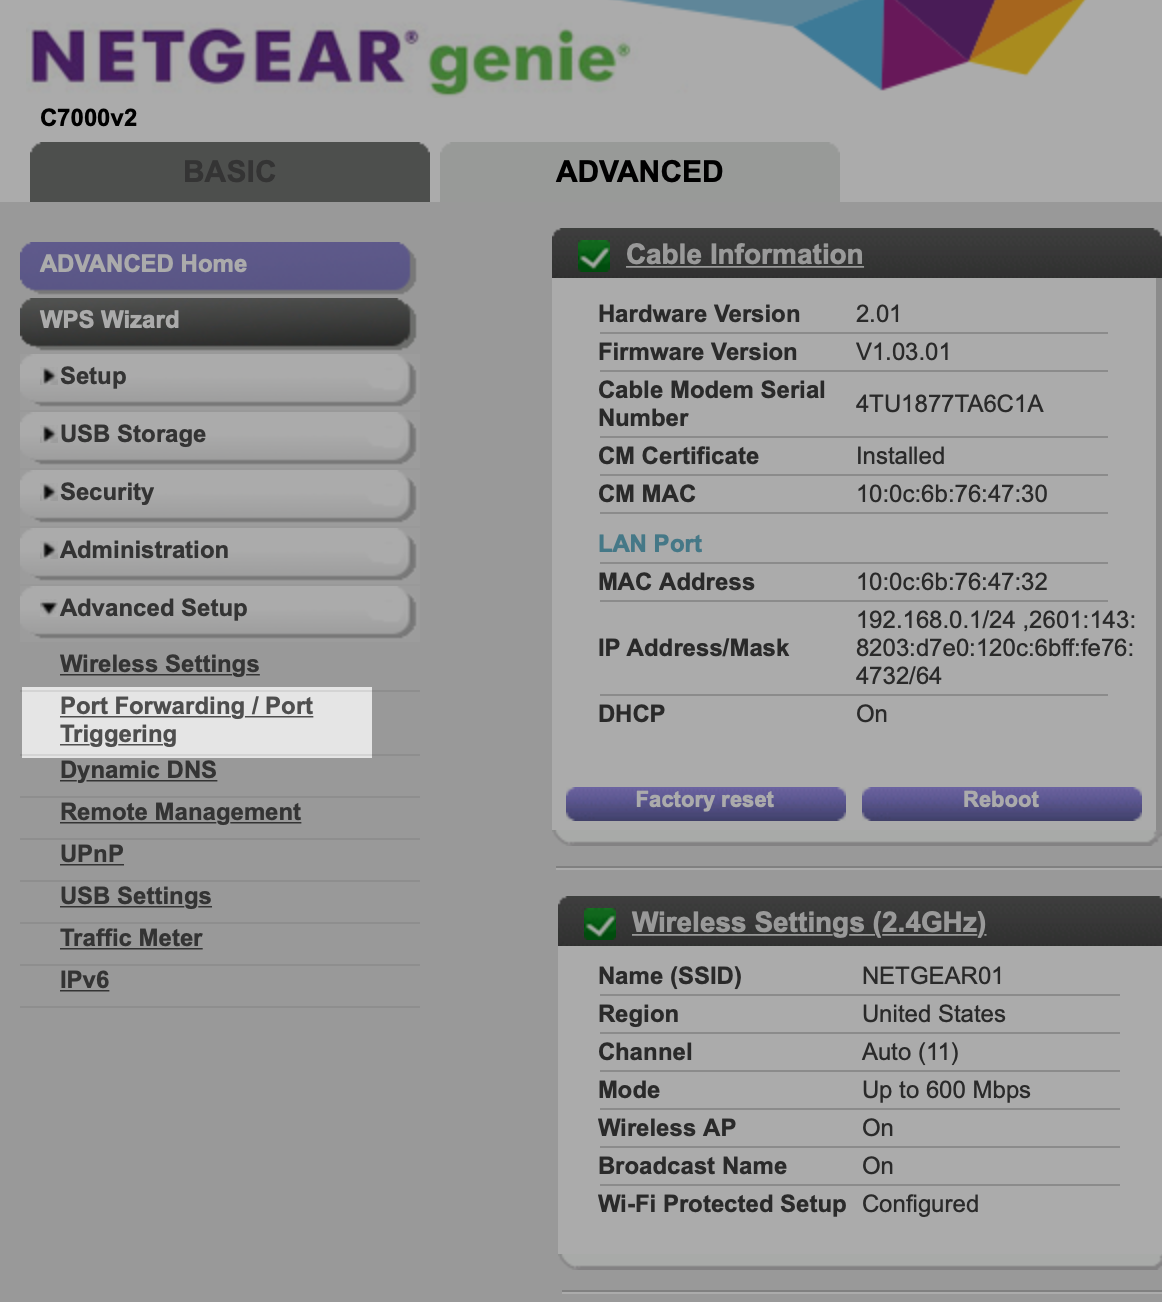 NETGEAR® genie®
C7000v2
BASIC
ADVANCED
ADVANCED Home
WPS Wizard
Setup
USB Storage
Security
Administration
Advanced Setup
Wireless Settings
Port Forwarding / Port
Triggering
Dynamic DNS
Remote Management
UPnP
USB Settings
Traffic Meter
IPv6
Cable Information
Hardware Version 2.01
Firmware Version V1.03.01
Cable Modem Serial
Number 4TU1877TA6C1A
CM Certificate Installed
CM MAC 10:0c:6b:76:47:30
LAN Port
MAC Address 10:0c:6b:76:47:32
192.168.0.1/24 ,2601:143:
IP Address/Mask 8203:d7e0:120c:6bff:fe76:
4732/64
DHCP On
Factory reset
Reboot
Wireless Settings (2.4GHz)
Name (SSID) NETGEAR01
Region United States
Channel Auto (11)
Mode Up to 600 Mbps
Wireless AP On
Broadcast Name On
Wi-Fi Protected Setup Configured